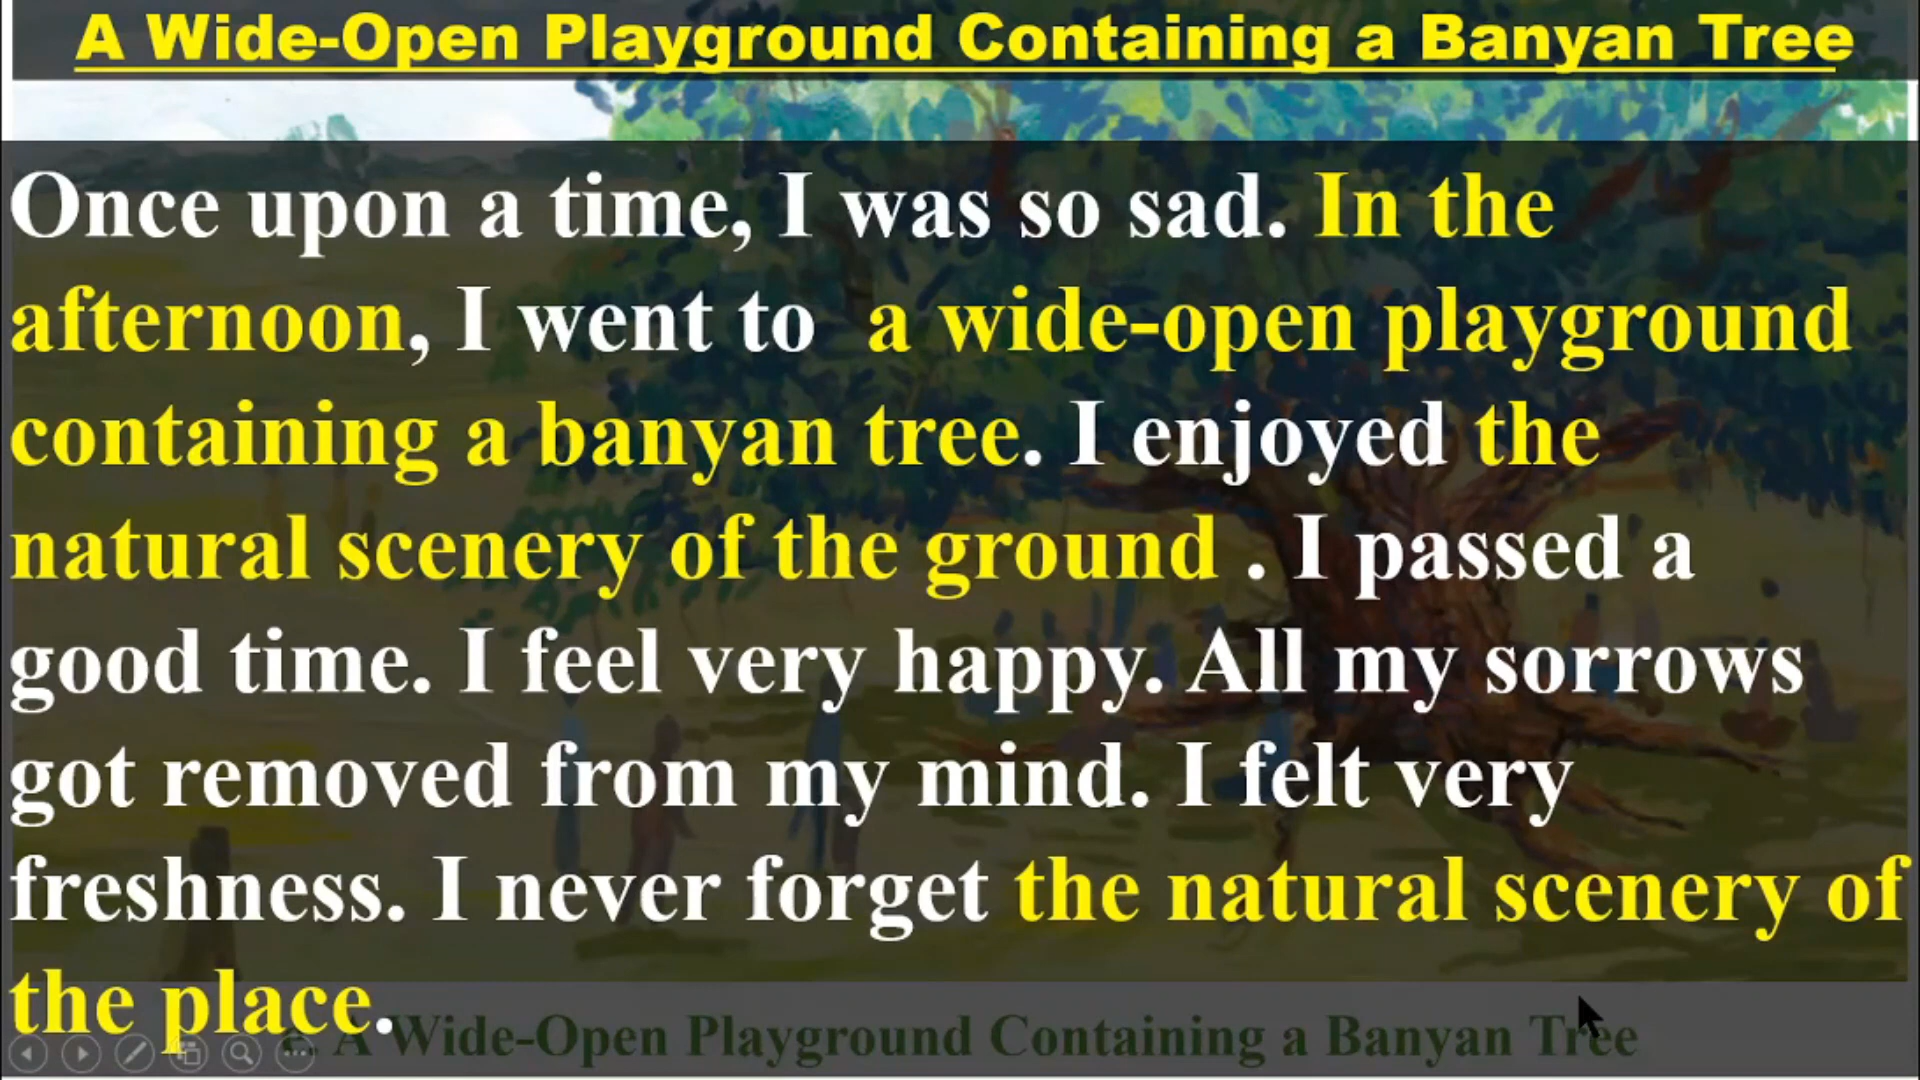 A Wide-Open Playground Containing a Banyan Tree
Once upon a time, I was so sad. In the
afternoon, I went to a wide-open playground
containing a banyan tree. I enjoyed the
natural scenery of the ground . I passed a
good time. I feel very happy. All my sorrows
got removed from my mind. I felt very
freshness. I never forget the natural scenery of
the place.
A Wide-Open Playground Containing a Banyan Tree